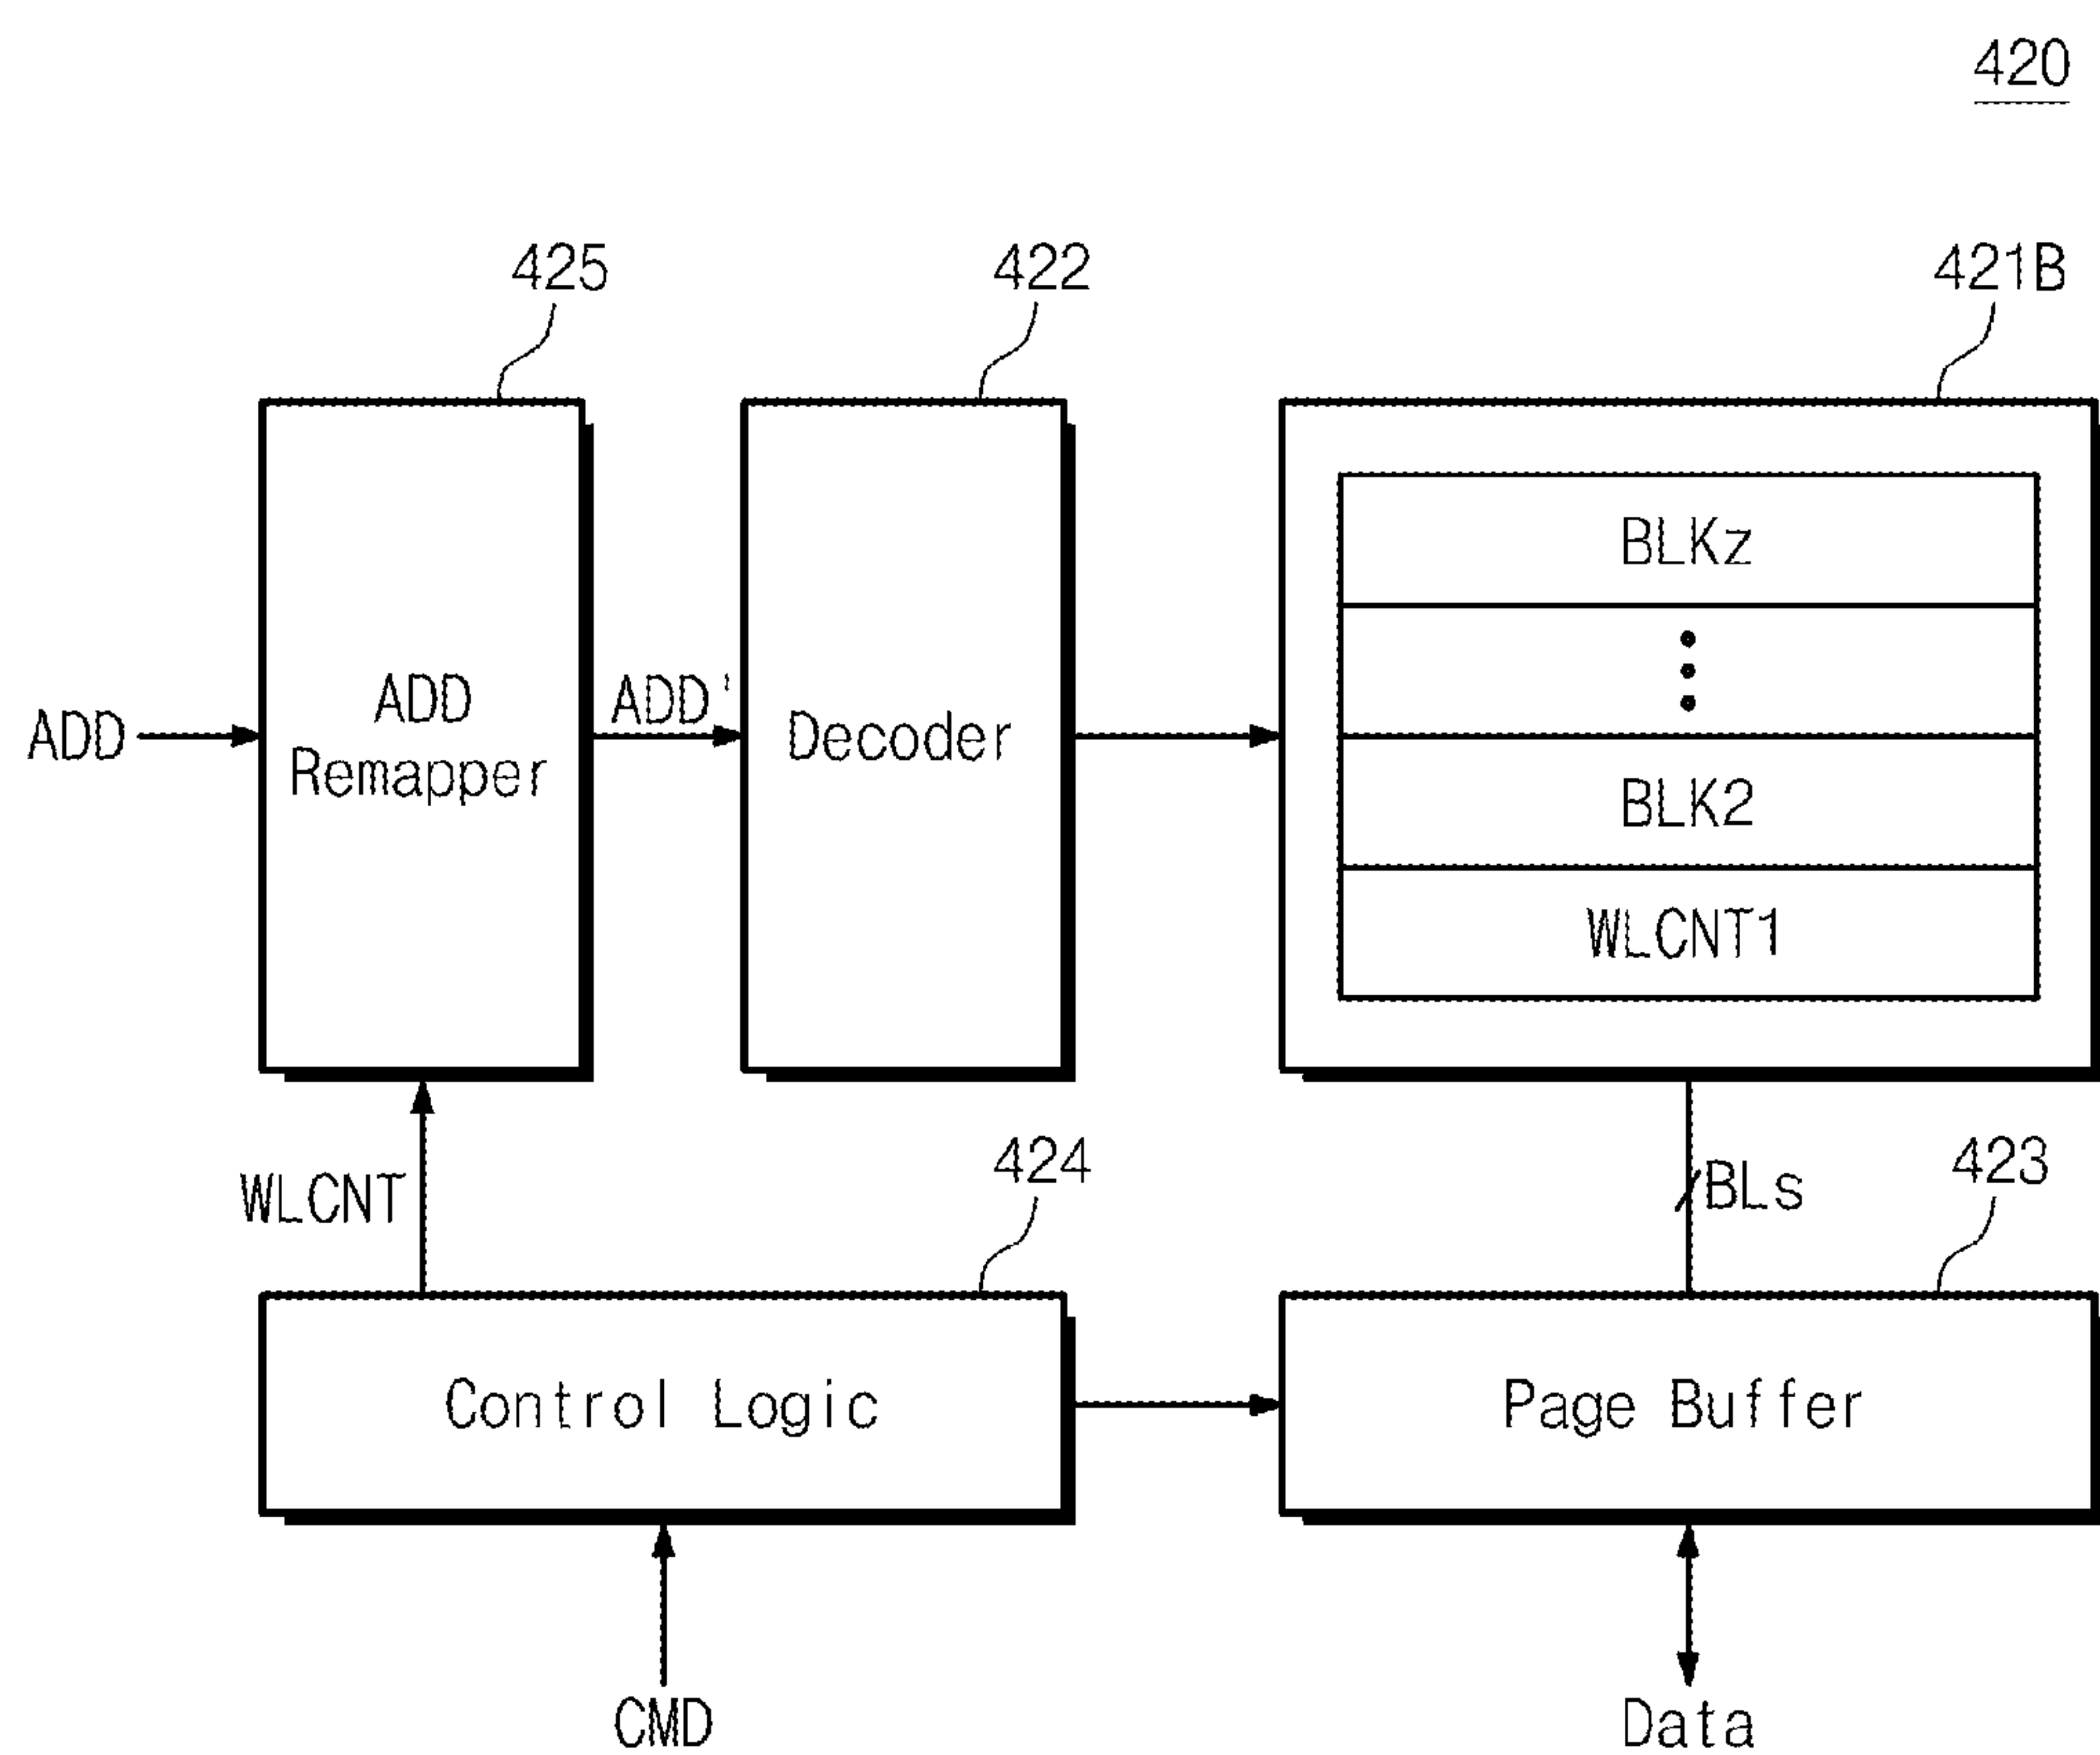 420
425
422
421B
ADD
ADD
Remapper
ADD'
Decoder
BLKz
BLK2
WLCNT1
WLCNT
424
BLs
423
Control Logic
Page Buffer
CMD
Data